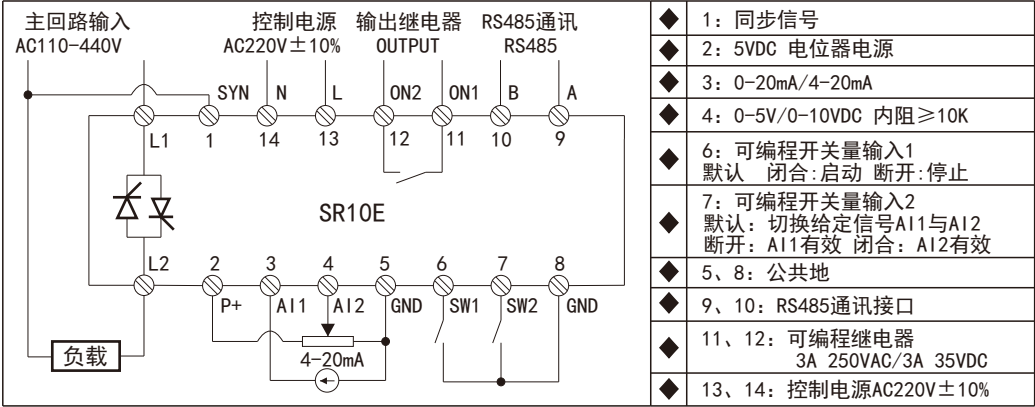 主回路输入 控制电源 输出继电器 RS485通讯
AC110-440V AC220V±10% OUTPUT RS485
SYN N L ON2 ON1 B A
L1 1 14 13 12 11 10 9
SR10E
L2 2 3 4 5 6 7 8
P+ AI1 AI2 GND SW1 SW2 GND
负载 4-20mA
◆ 1: 同步信号
◆ 2: 5VDC 电位器电源
◆ 3: 0-20mA/4-20mA
◆ 4: 0-5V/0-10VDC 内阻≥10K
◆ 6: 可编程开关量输入1
默认 闭合:启动 断开:停止
◆ 7: 可编程开关量输入2
默认: 切换给定信号AI1与AI2
断开: AI1有效 闭合: AI2有效
◆ 5、8: 公共地
◆ 9、10: RS485通讯接口
◆ 11、12: 可编程继电器
3A 250VAC/3A 35VDC
◆ 13、14: 控制电源AC220V±10%